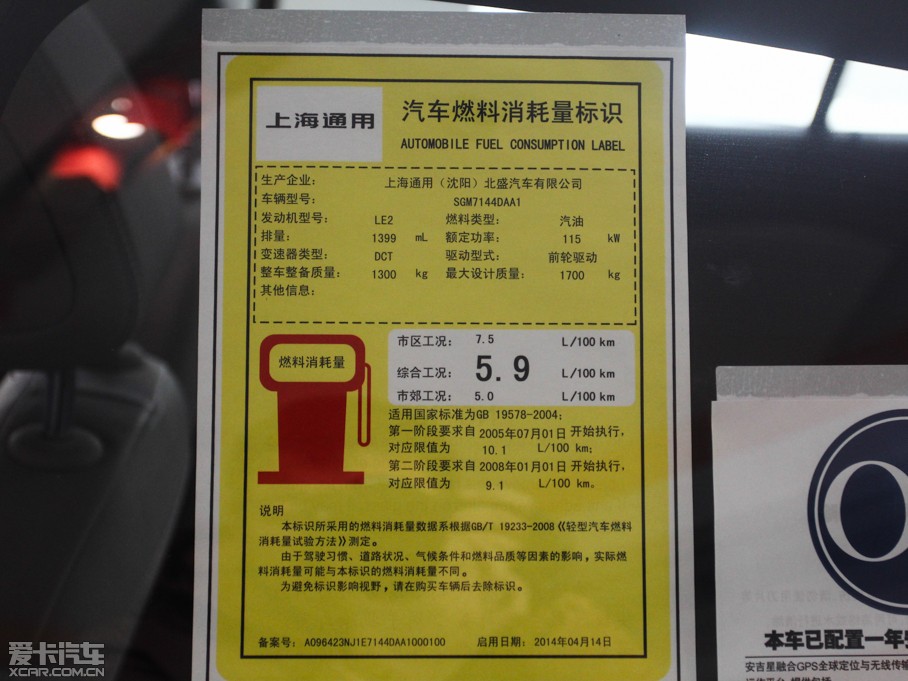 上海通用
汽车燃料消耗量标识
AUTOMOBILE FUEL CONSUMPTION LABEL
生产企业: 上海通用(沈阳)北盛汽车有限公司
车辆型号: SGM7144DAA1
发动机型号: LE2 燃料类型: 汽油
排量: 1399 mL 额定功率: 115 kW
变速器类型: DCT 驱动型式: 前轮驱动
整车整备质量: 1300 kg 最大设计质量: 1700 kg
其他信息:
燃料消耗量
市区工况: 7.5 L/100 km
综合工况: 5.9 L/100 km
市郊工况: 5.0 L/100 km
适用国家标准为GB 19578-2004;
第一阶段要求自 2005年07月01日 开始执行,
对应限值为 10.1 L/100 km;
第二阶段要求自 2008年01月01日 开始执行,
对应限值为 9.1 L/100 km。
说明
本标识所采用的燃料消耗量数据系根据GB/T 19233-2008《轻型汽车燃料
消耗量试验方法》测定。
由于驾驶习惯、道路状况、气候条件和燃料品质等因素的影响,实际燃
料消耗量可能与本标识的燃料消耗量不同。
为避免标识影响视野,请在购买车辆后去除标识。
备案号: A096423NJ1E7144DAA1000100 启用日期: 2014年04月14日
本车已配置一年
安吉星融合GPS全球定位与无线传输
爱卡汽车
XCAR.COM.CN